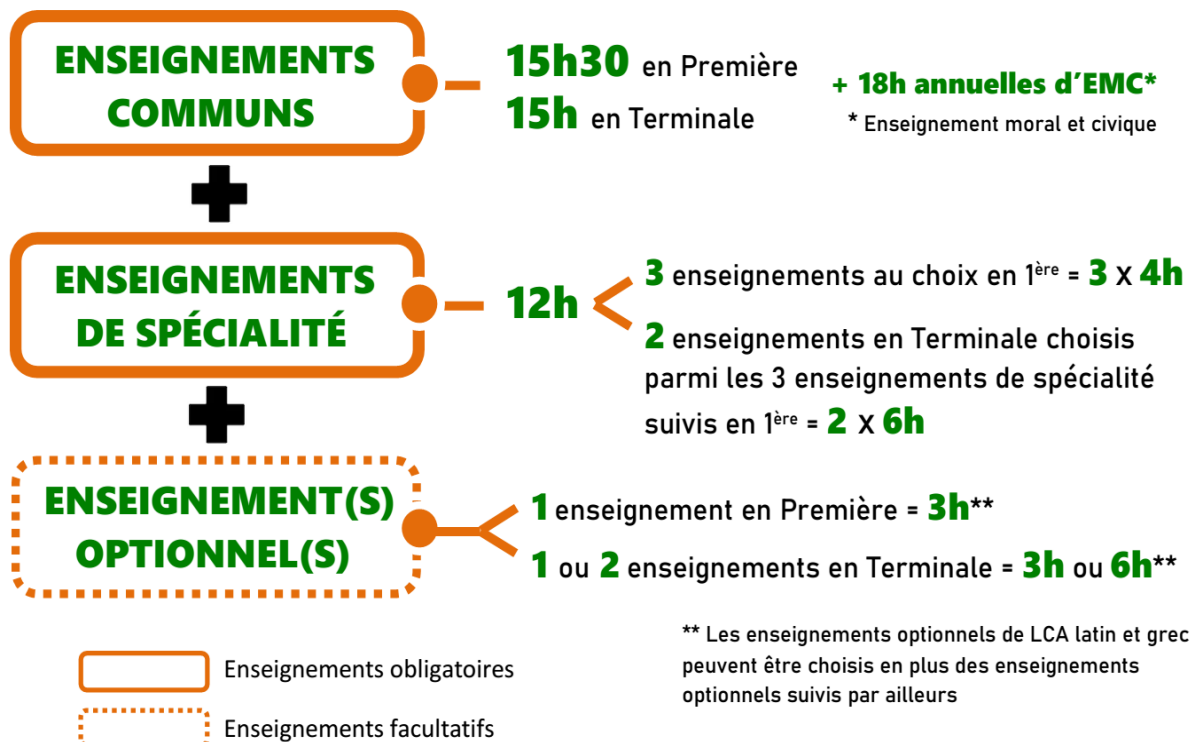 ENSEIGNEMENTS
COMMUNS
15h30 en Première
15h en Terminale
+ 18h annuelles d'EMC*
* Enseignement moral et civique
ENSEIGNEMENTS
DE SPÉCIALITÉ
12h
3 enseignements au choix en 1ère = 3 X 4h
2 enseignements en Terminale choisis
parmi les 3 enseignements de spécialité
suivis en 1ère = 2 X 6h
ENSEIGNEMENT(S)
OPTIONNEL(S)
1 enseignement en Première = 3h**
1 ou 2 enseignements en Terminale = 3h ou 6h**
** Les enseignements optionnels de LCA latin et grec
peuvent être choisis en plus des enseignements
optionnels suivis par ailleurs
Enseignements obligatoires
Enseignements facultatifs